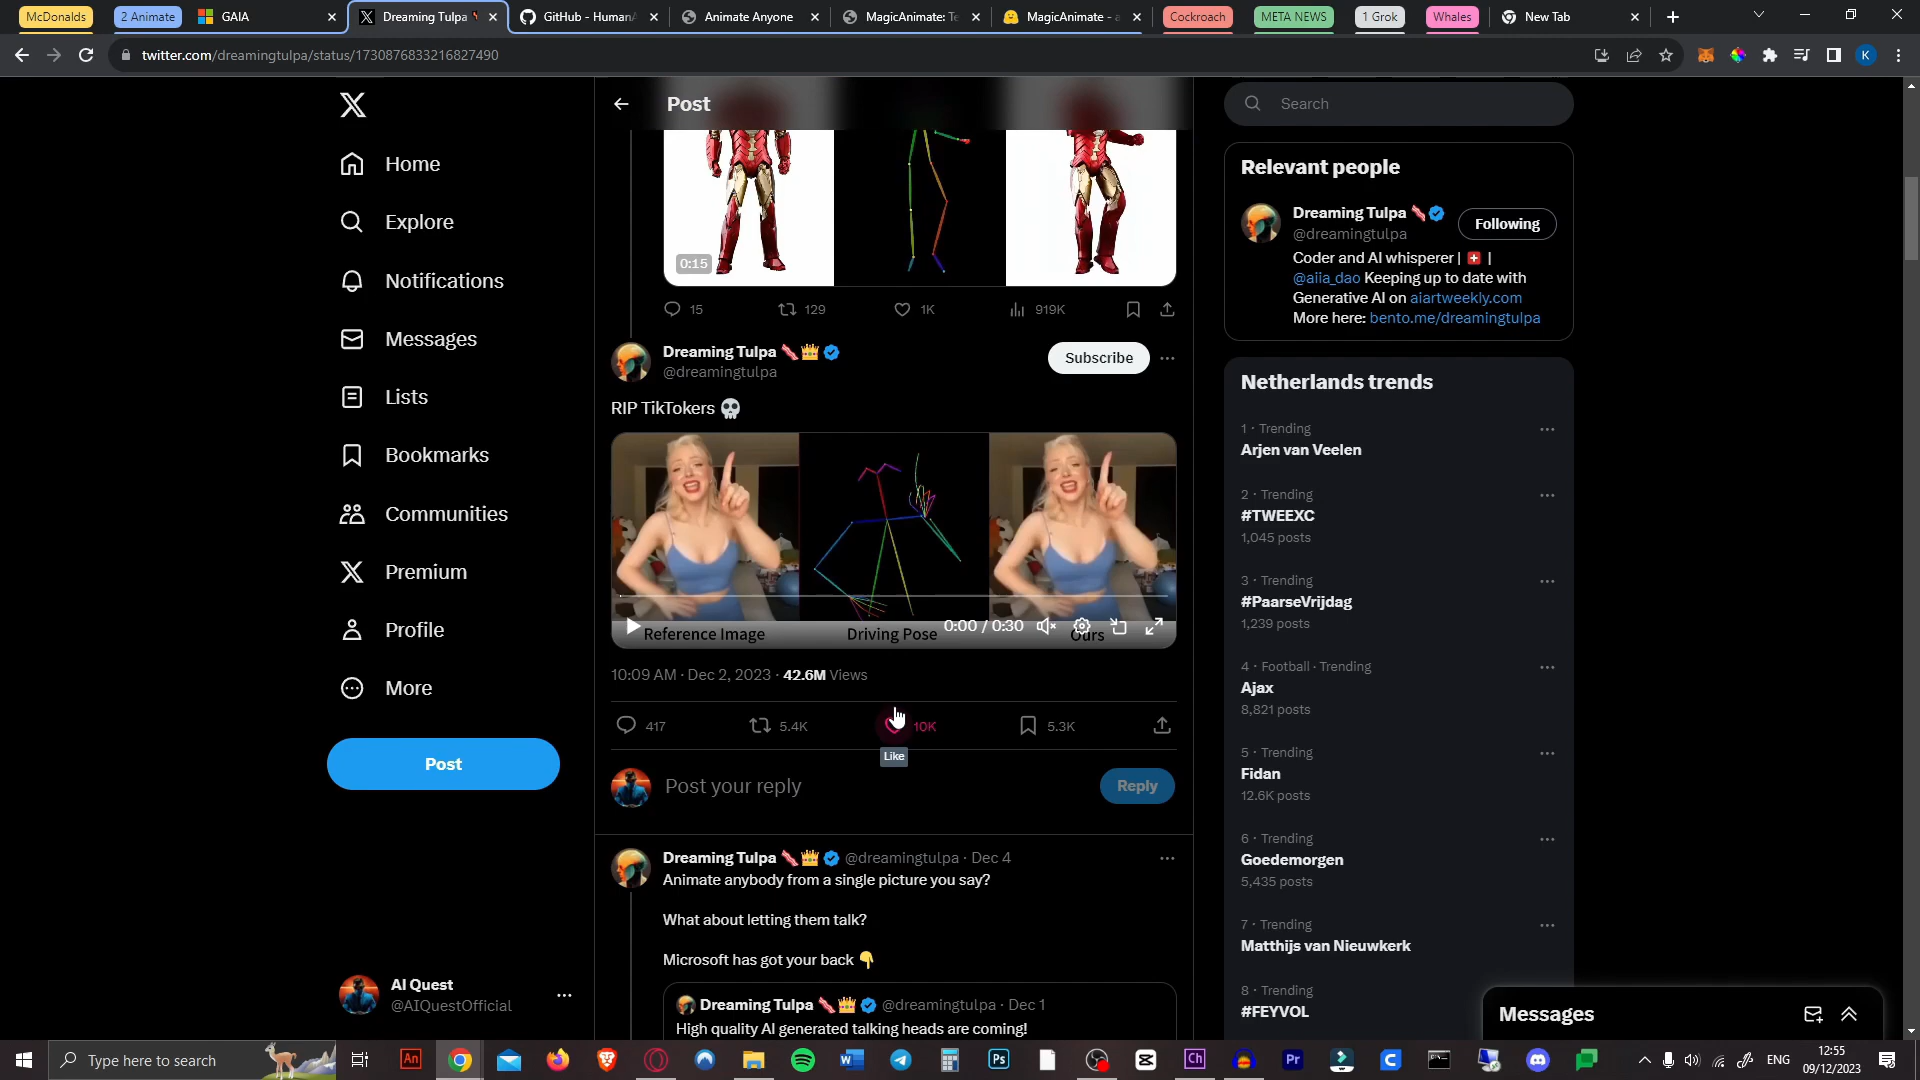 McDonalds
2 Animate
GAIA
Dreaming Tulpa
GitHub - Human
Animate Anyone
MagicAnimate: Te
MagicAnimate - a
Cockroach
META NEWS
1 Grok
Whales
New Tab
twitter.com/dreamingtulpa/status/1730876833216827490
K
Home
Explore
Notifications
Messages
Lists
Bookmarks
Communities
Premium
Profile
More
Post
AI Quest
@AIQuestOfficial
Post
0:15
15
129
1K
919K
Dreaming Tulpa
@dreamingtulpa
Subscribe
RIP TikTokers 💀
0:00 / 0:30
Reference Image
Driving Pose
Ours
10:09 AM · Dec 2, 2023 · 42.6M Views
417
5.4K
10K
5.3K
Like
Post your reply
Reply
Dreaming Tulpa @dreamingtulpa · Dec 4
Animate anybody from a single picture you say?
What about letting them talk?
Microsoft has got your back 👇
Dreaming Tulpa @dreamingtulpa · Dec 1
High quality AI generated talking heads are coming!
Search
Relevant people
Dreaming Tulpa
@dreamingtulpa
Following
Coder and AI whisperer | 🇨🇭 |
@aiia_dao Keeping up to date with
Generative AI on aiartweekly.com
More here: bento.me/dreamingtulpa
Netherlands trends
1 · Trending
Arjen van Veelen
2 · Trending
#TWEEXC
1,045 posts
3 · Trending
#PaarseVrijdag
1,239 posts
4 · Football · Trending
Ajax
8,821 posts
5 · Trending
Fidan
12.6K posts
6 · Trending
Goedemorgen
5,435 posts
7 · Trending
Matthijs van Nieuwkerk
8 · Trending
#FEYVOL
Messages
Type here to search
An
Ps
Ch
Pr
ENG
12:55
09/12/2023